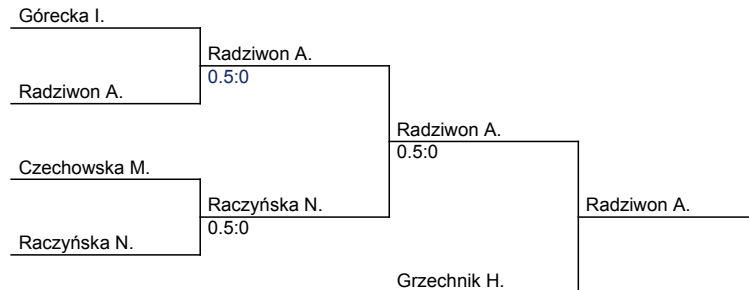 Górecka I.
Radziwon A.
0.5:0
Radziwon A.
Radziwon A.
0.5:0
Czechowska M.
Raczyńska N.
Radziwon A.
0.5:0
Raczyńska N.
Grzechnik H.